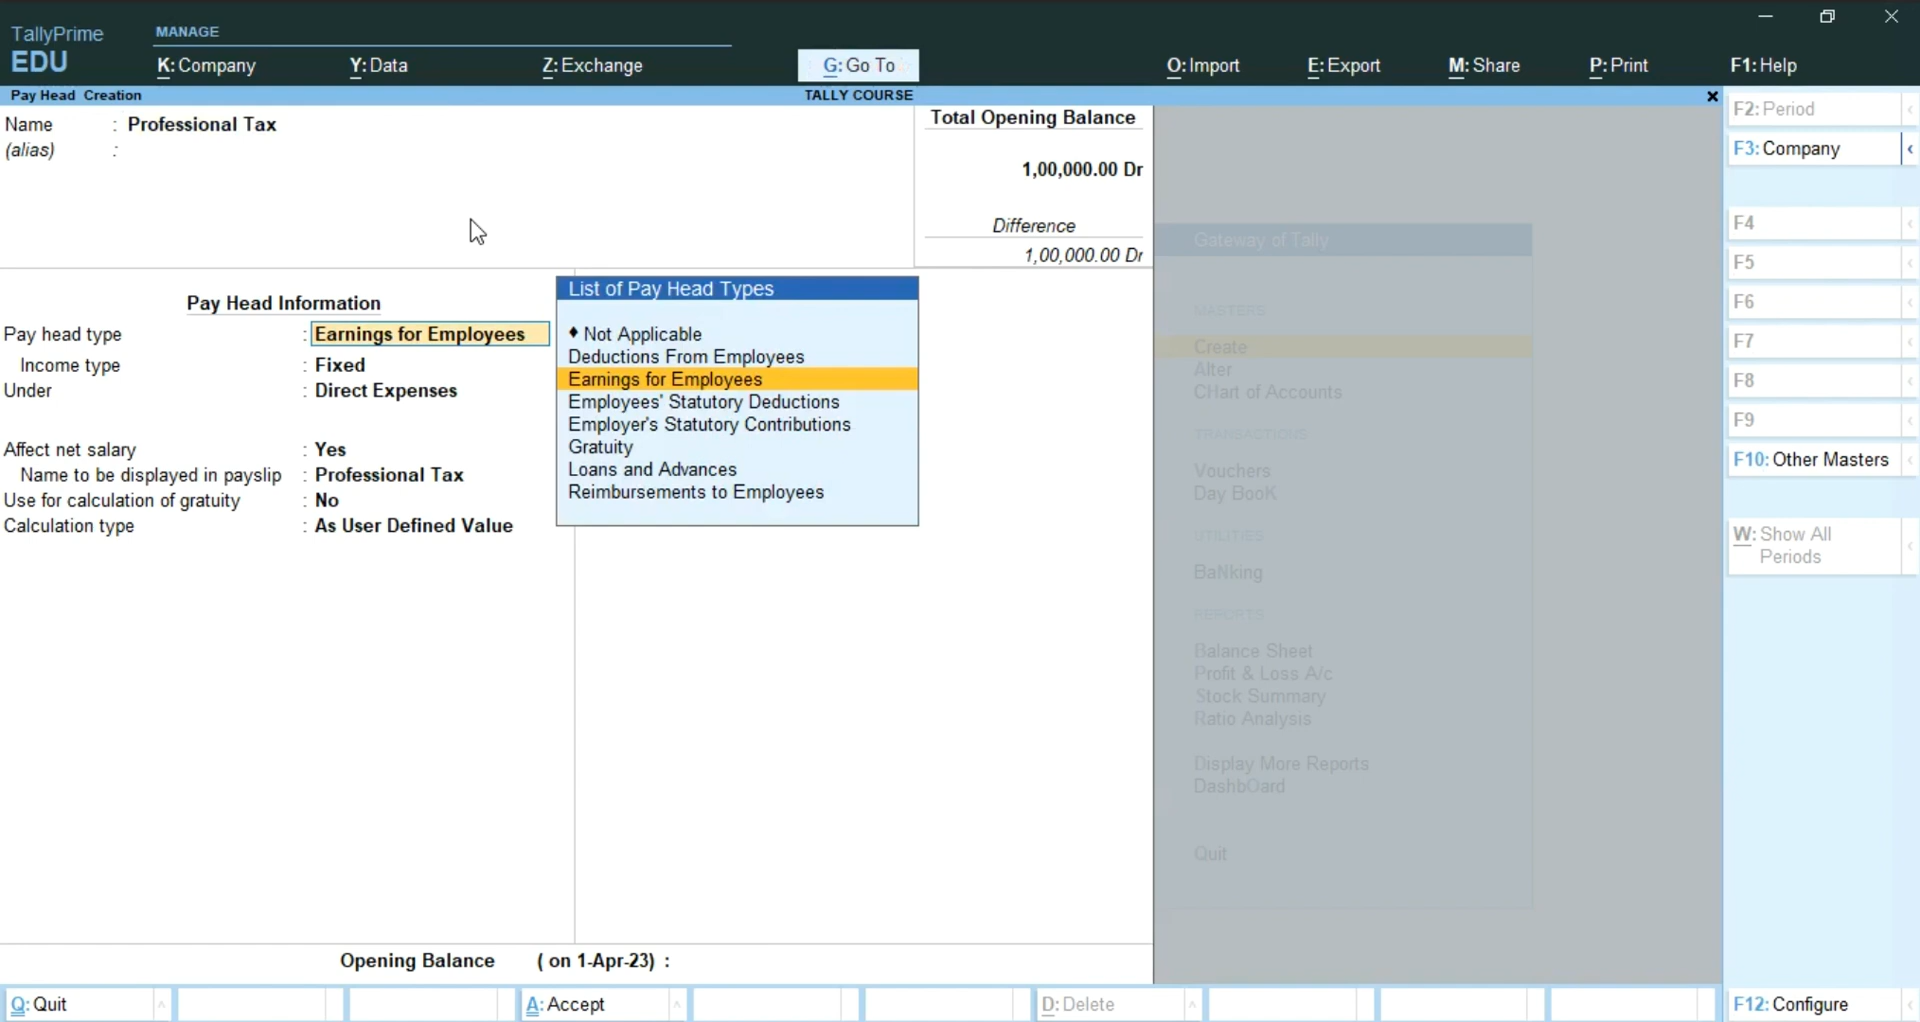 TallyPrime
EDU
MANAGE
K: Company
Y: Data
Z: Exchange
G: Go To
O: Import
E: Export
M: Share
P: Print
F1: Help
Pay Head Creation
TALLY COURSE
Name : Professional Tax
(alias) :
Total Opening Balance
1,00,000.00 Dr
Difference
1,00,000.00 Dr
Pay Head Information
Pay head type : Earnings for Employees
Income type : Fixed
Under : Direct Expenses
Affect net salary : Yes
Name to be displayed in payslip : Professional Tax
Use for calculation of gratuity : No
Calculation type : As User Defined Value
List of Pay Head Types
♦ Not Applicable
Deductions From Employees
Earnings for Employees
Employees' Statutory Deductions
Employer's Statutory Contributions
Gratuity
Loans and Advances
Reimbursements to Employees
Opening Balance ( on 1-Apr-23) :
Gateway of Tally
MASTERS
Create
Alter
CHart of Accounts
TRANSACTIONS
Vouchers
Day BooK
UTILITIES
BaNking
REPORTS
Balance Sheet
Profit & Loss A/c
Stock Summary
Ratio Analysis
Display More Reports
DashbOard
Quit
F2: Period
F3: Company
F4
F5
F6
F7
F8
F9
F10: Other Masters
W: Show All
Periods
Q: Quit
A: Accept
D: Delete
F12: Configure